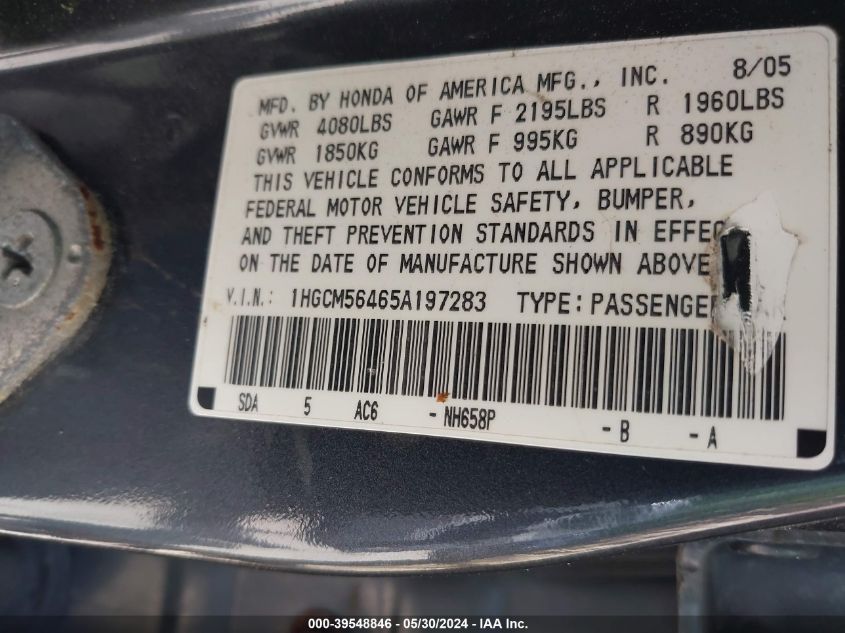 MFD. BY HONDA OF AMERICA MFG., INC. 8/05
GVWR 4080LBS GAWR F 2195LBS R 1960LBS
GVWR 1850KG GAWR F 995KG R 890KG
THIS VEHICLE CONFORMS TO ALL APPLICABLE
FEDERAL MOTOR VEHICLE SAFETY, BUMPER,
AND THEFT PREVENTION STANDARDS IN EFFEC
ON THE DATE OF MANUFACTURE SHOWN ABOVE
V.I.N.: 1HGCM56465A197283 TYPE: PASSENGER
SDA 5 AC6 - NH658P - B - A
000-39548846 - 05/30/2024 - IAA Inc.